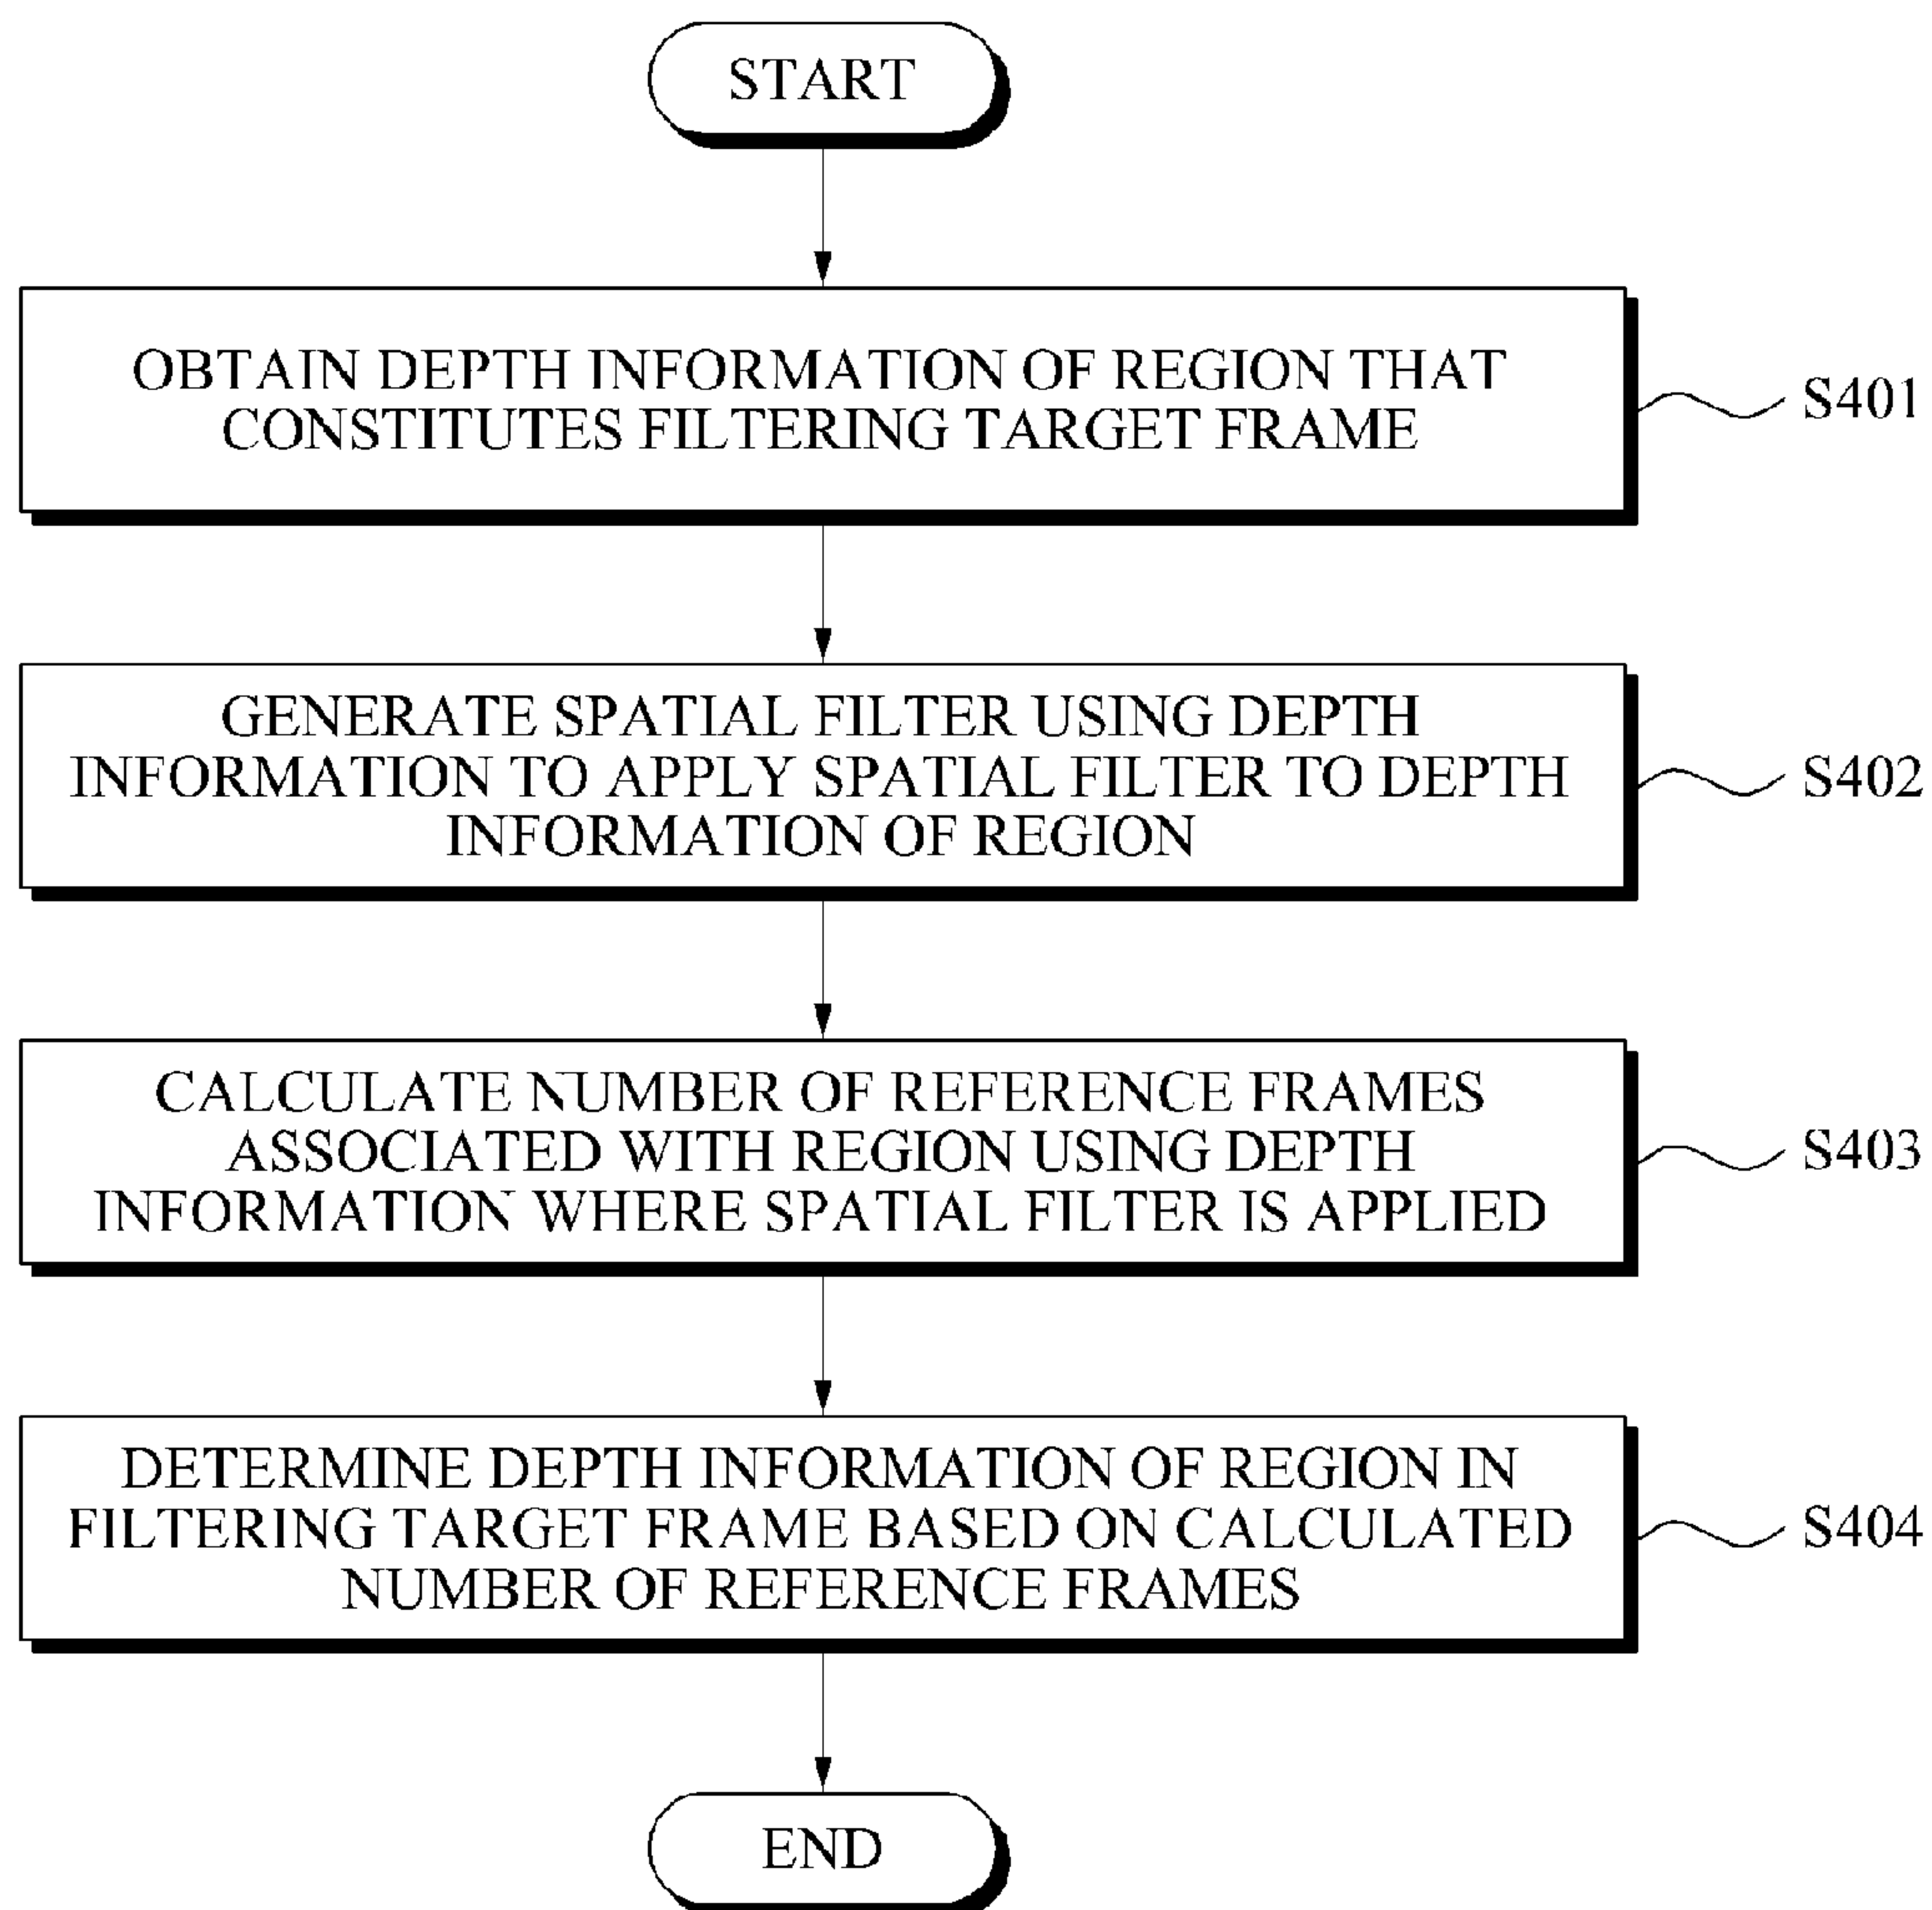 START
OBTAIN DEPTH INFORMATION OF REGION THAT
CONSTITUTES FILTERING TARGET FRAME
S401
GENERATE SPATIAL FILTER USING DEPTH
INFORMATION TO APPLY SPATIAL FILTER TO DEPTH
INFORMATION OF REGION
S402
CALCULATE NUMBER OF REFERENCE FRAMES
ASSOCIATED WITH REGION USING DEPTH
INFORMATION WHERE SPATIAL FILTER IS APPLIED
S403
DETERMINE DEPTH INFORMATION OF REGION IN
FILTERING TARGET FRAME BASED ON CALCULATED
NUMBER OF REFERENCE FRAMES
S404
END